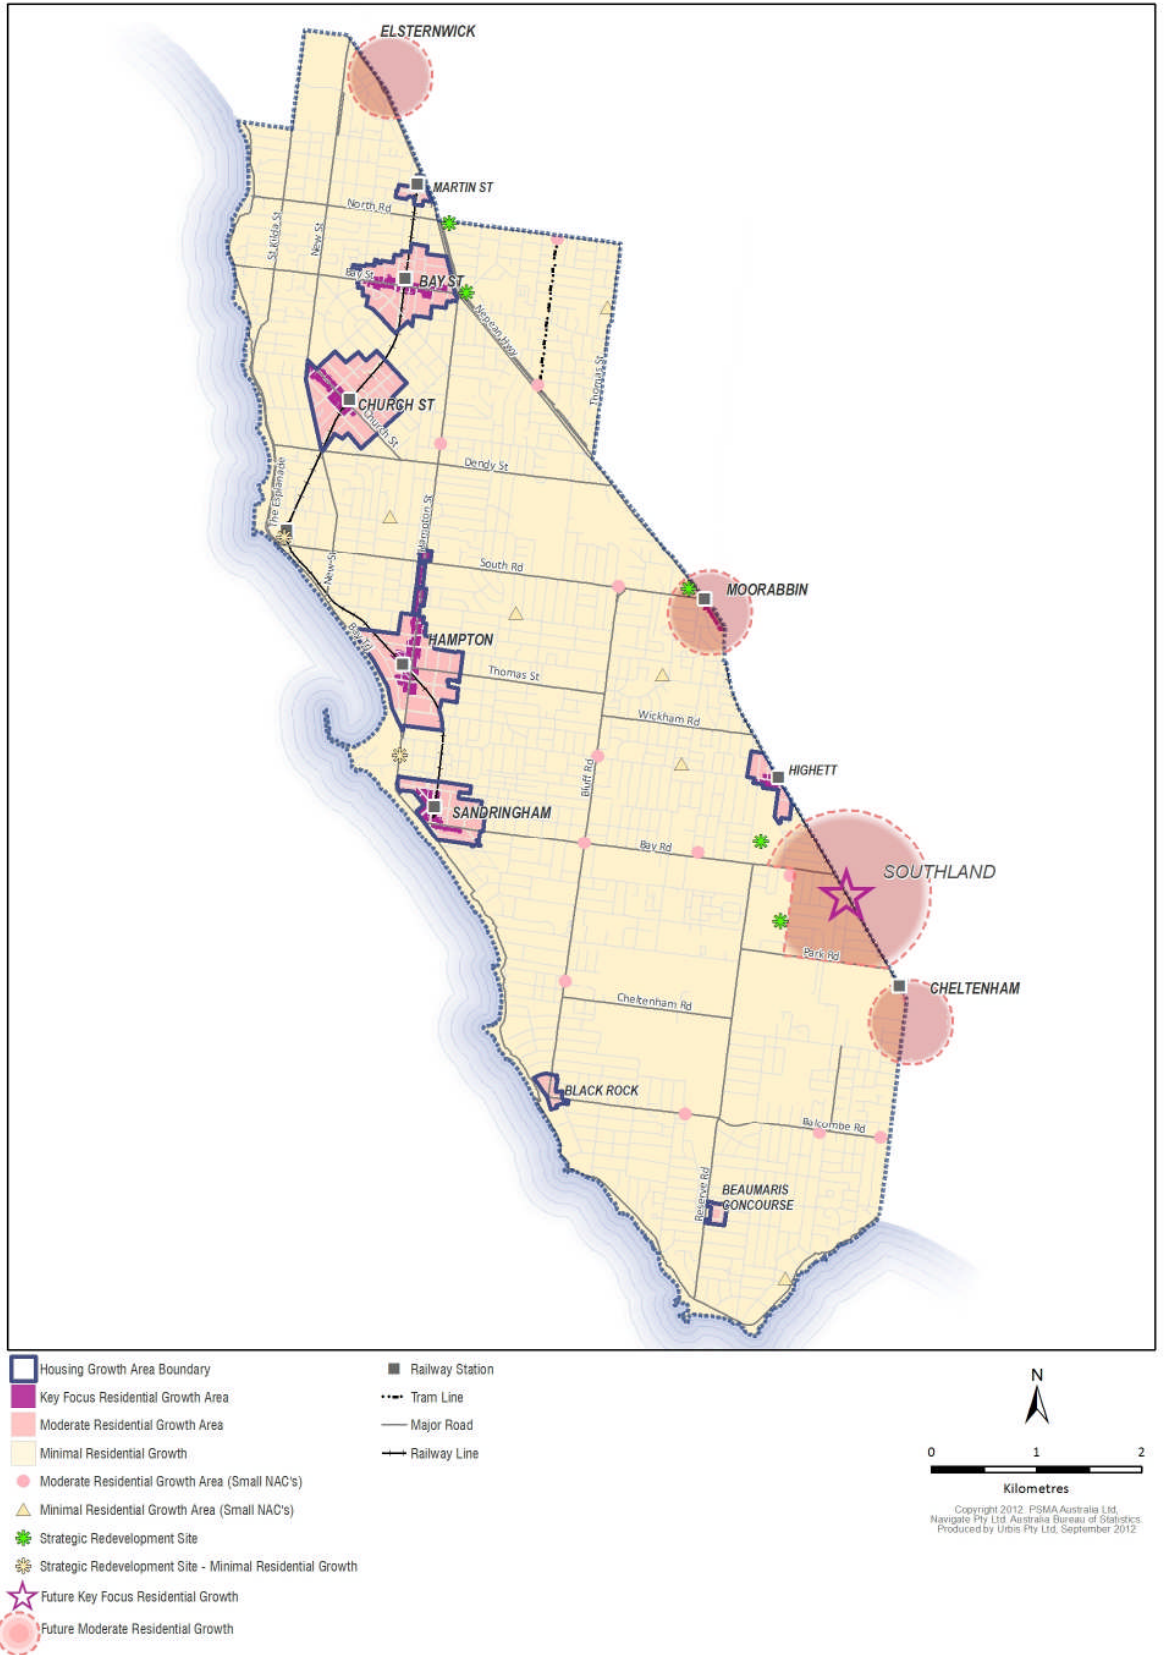 ELSTERNWICK
MARTIN ST
North Rd
St Kilda St
New St
Bay St
BAY ST
Nepean Hwy
Thomas St
CHURCH ST
Church St
Dendy St
The Esplanade
Hampton St
South Rd
New St
MOORABBIN
HAMPTON
Thomas St
Wickham Rd
HIGHETT
Bluff Rd
SANDRINGHAM
Bay Rd
SOUTHLAND
Park Rd
CHELTENHAM
Cheltenham Rd
BLACK ROCK
Balcombe Rd
Reserve Rd
BEAUMARIS
CONCOURSE
Housing Growth Area Boundary
Key Focus Residential Growth Area
Moderate Residential Growth Area
Minimal Residential Growth
Moderate Residential Growth Area (Small NAC's)
Minimal Residential Growth Area (Small NAC's)
Strategic Redevelopment Site
Strategic Redevelopment Site - Minimal Residential Growth
Future Key Focus Residential Growth
Future Moderate Residential Growth
Railway Station
Tram Line
Major Road
Railway Line
N
0 1 2
Kilometres
Copyright 2012. PSMA Australia Ltd,
Navigate Pty Ltd. Australia Bureau of Statistics.
Produced by Urbis Pty Ltd, September 2012